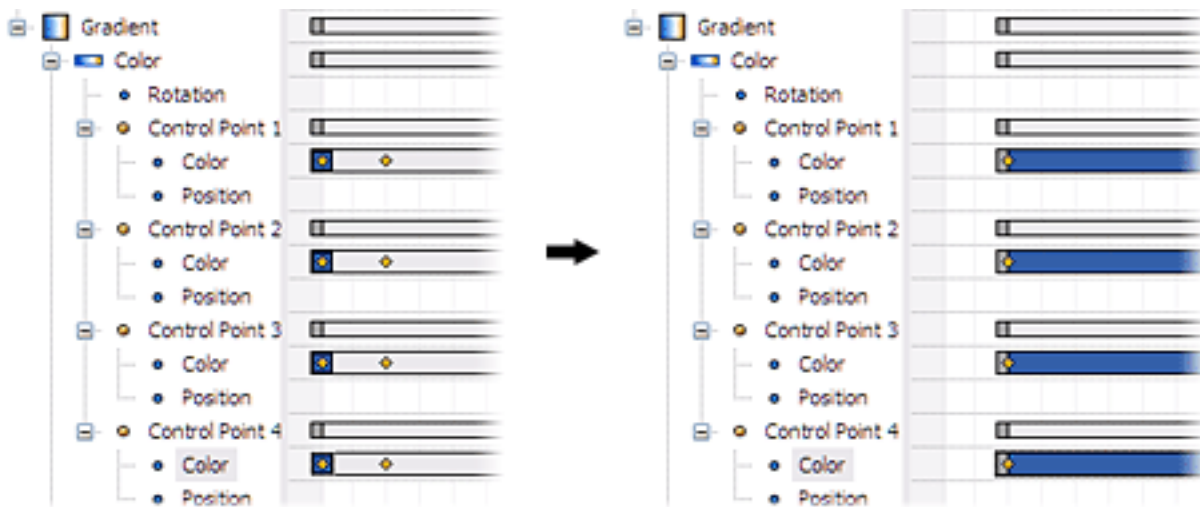 Gradient
Color
Rotation
Control Point 1
Color
Position
Control Point 2
Color
Position
Control Point 3
Color
Position
Control Point 4
Color
Position
Gradient
Color
Rotation
Control Point 1
Color
Position
Control Point 2
Color
Position
Control Point 3
Color
Position
Control Point 4
Color
Position